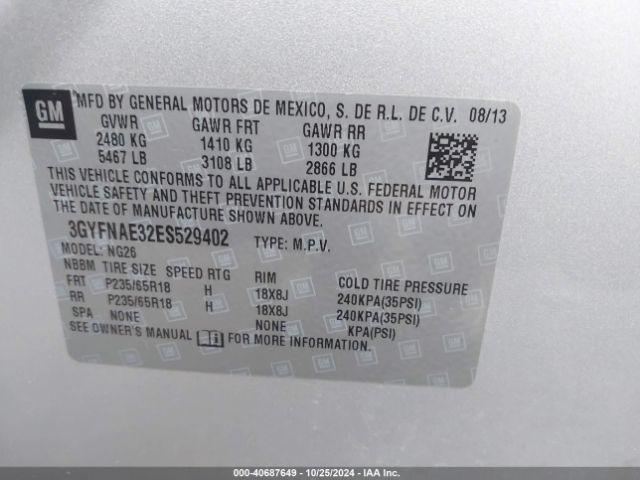 GM
MFD BY GENERAL MOTORS DE MEXICO, S. DE R.L. DE C.V. 08/13
GVWR GAWR FRT GAWR RR
2480 KG 1410 KG 1300 KG
5467 LB 3108 LB 2866 LB
THIS VEHICLE CONFORMS TO ALL APPLICABLE U.S. FEDERAL MOTOR
VEHICLE SAFETY AND THEFT PREVENTION STANDARDS IN EFFECT ON
THE DATE OF MANUFACTURE SHOWN ABOVE.
3GYFNAE32ES529402 TYPE: M.P.V.
MODEL: NG26
NBBM TIRE SIZE SPEED RTG RIM COLD TIRE PRESSURE
FRT P235/65R18 H 18X8J 240KPA(35PSI)
RR P235/65R18 H 18X8J 240KPA(35PSI)
SPA NONE NONE KPA(PSI)
SEE OWNER'S MANUAL FOR MORE INFORMATION.
000-40687649 - 10/25/2024 - IAA Inc.